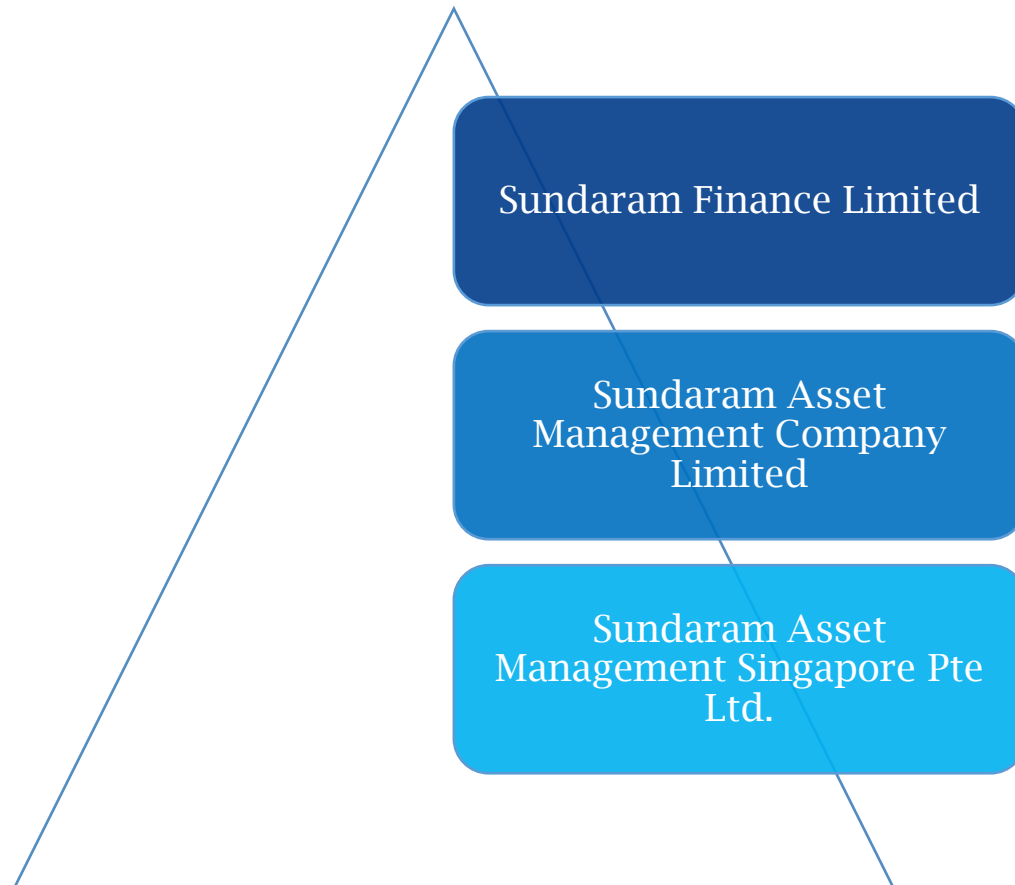 Sundaram Finance Limited
Sundaram Asset
Management Company
Limited
Sundaram Asset
Management Singapore Pte
Ltd.